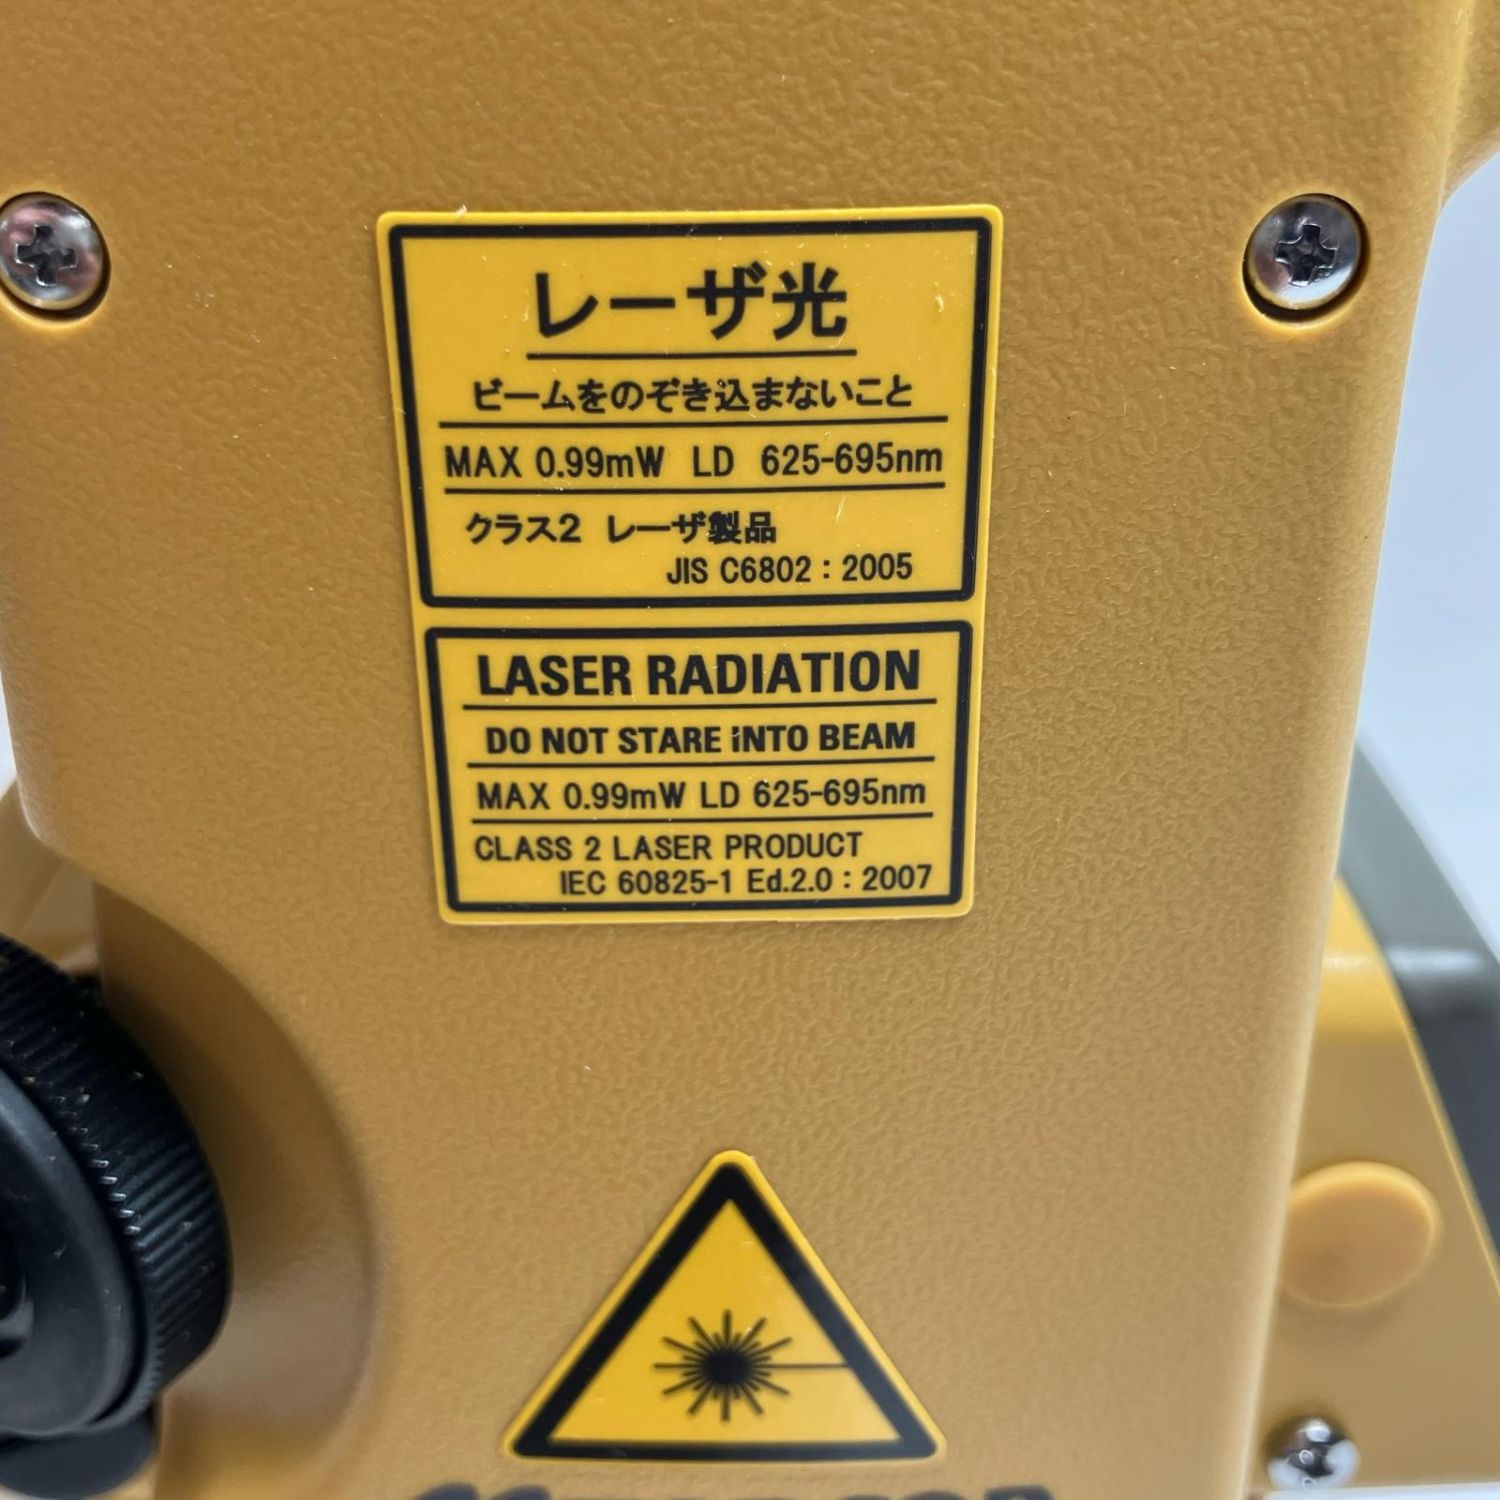 レーザ光
ビームをのぞき込まないこと
MAX 0.99mW LD 625-695nm
クラス2 レーザ製品
JIS C6802 : 2005
LASER RADIATION
DO NOT STARE iNTO BEAM
MAX 0.99mW LD 625-695nm
CLASS 2 LASER PRODUCT
IEC 60825-1 Ed.2.0 : 2007